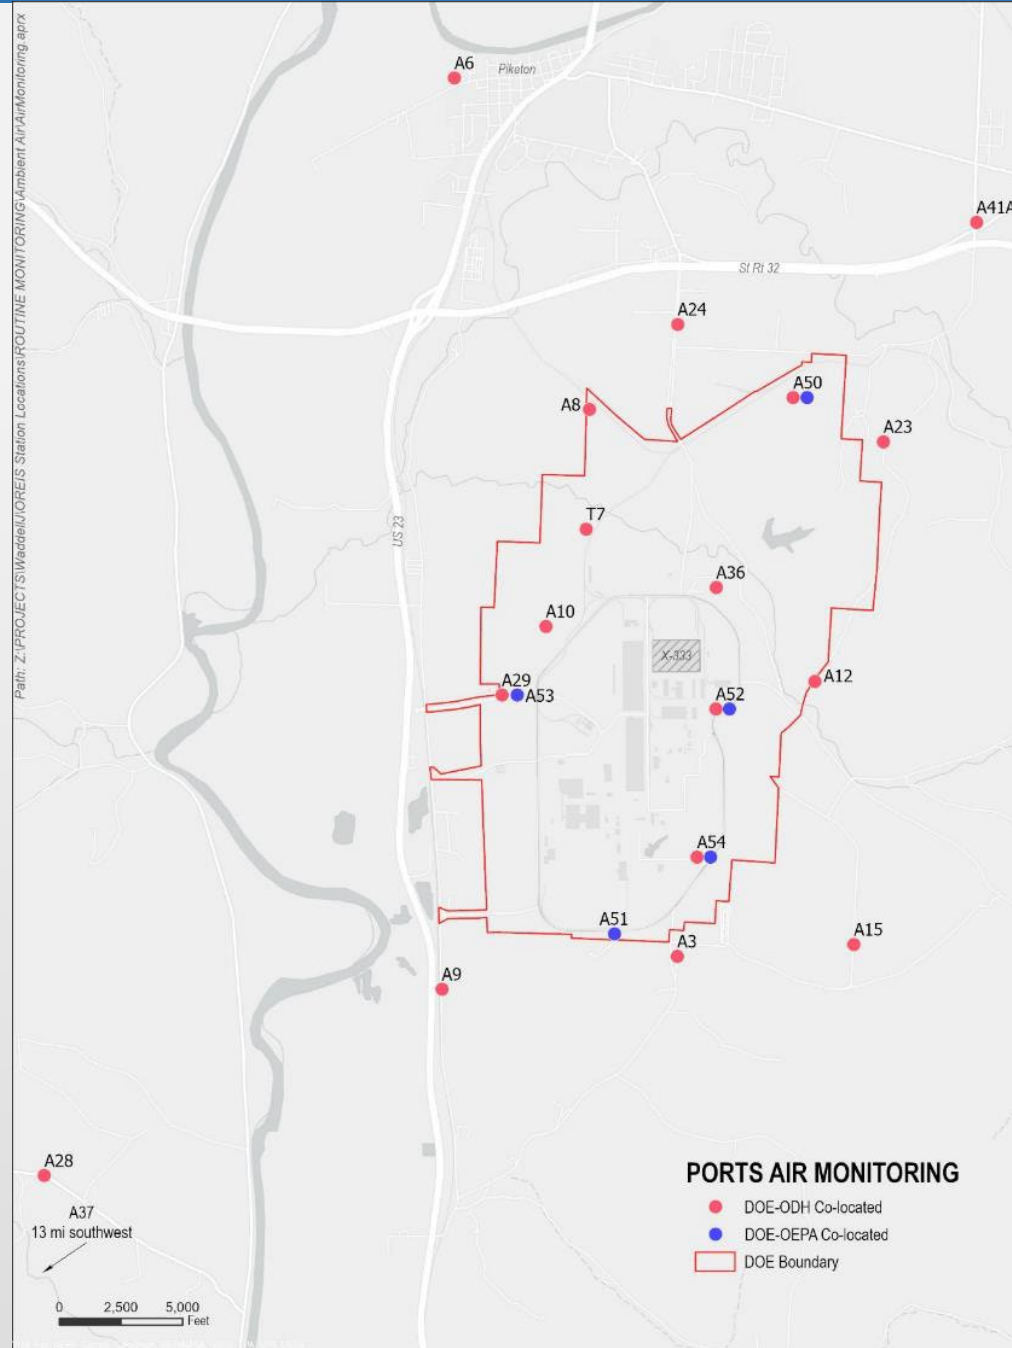 Path: Z:\PROJECTS\WaddellJ\OREIS Station Locations\ROUTINE MONITORING\Ambient Air\AirMonitoring.aprx
A6
Piketon
A41A
St Rt 32
A24
A50
A8
A23
US 23
T7
A36
A10
X-333
A12
A29
A53
A52
A54
A51
A3
A15
A9
A28
A37
13 mi southwest
PORTS AIR MONITORING
DOE-ODH Co-located
DOE-OEPA Co-located
DOE Boundary
0 2,500 5,000
Feet